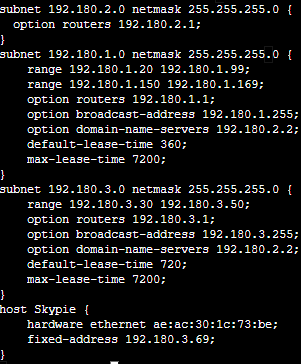 subnet 192.180.2.0 netmask 255.255.255.0 {
option routers 192.180.2.1;
}
subnet 192.180.1.0 netmask 255.255.255.0 {
range 192.180.1.20 192.180.1.99;
range 192.180.1.150 192.180.1.169;
option routers 192.180.1.1;
option broadcast-address 192.180.1.255;
option domain-name-servers 192.180.2.2;
default-lease-time 360;
max-lease-time 7200;
}
subnet 192.180.3.0 netmask 255.255.255.0 {
range 192.180.3.30 192.180.3.50;
option routers 192.180.3.1;
option broadcast-address 192.180.3.255;
option domain-name-servers 192.180.2.2;
default-lease-time 720;
max-lease-time 7200;
}
host Skypie {
hardware ethernet ae:ac:30:1c:73:be;
fixed-address 192.180.3.69;
}